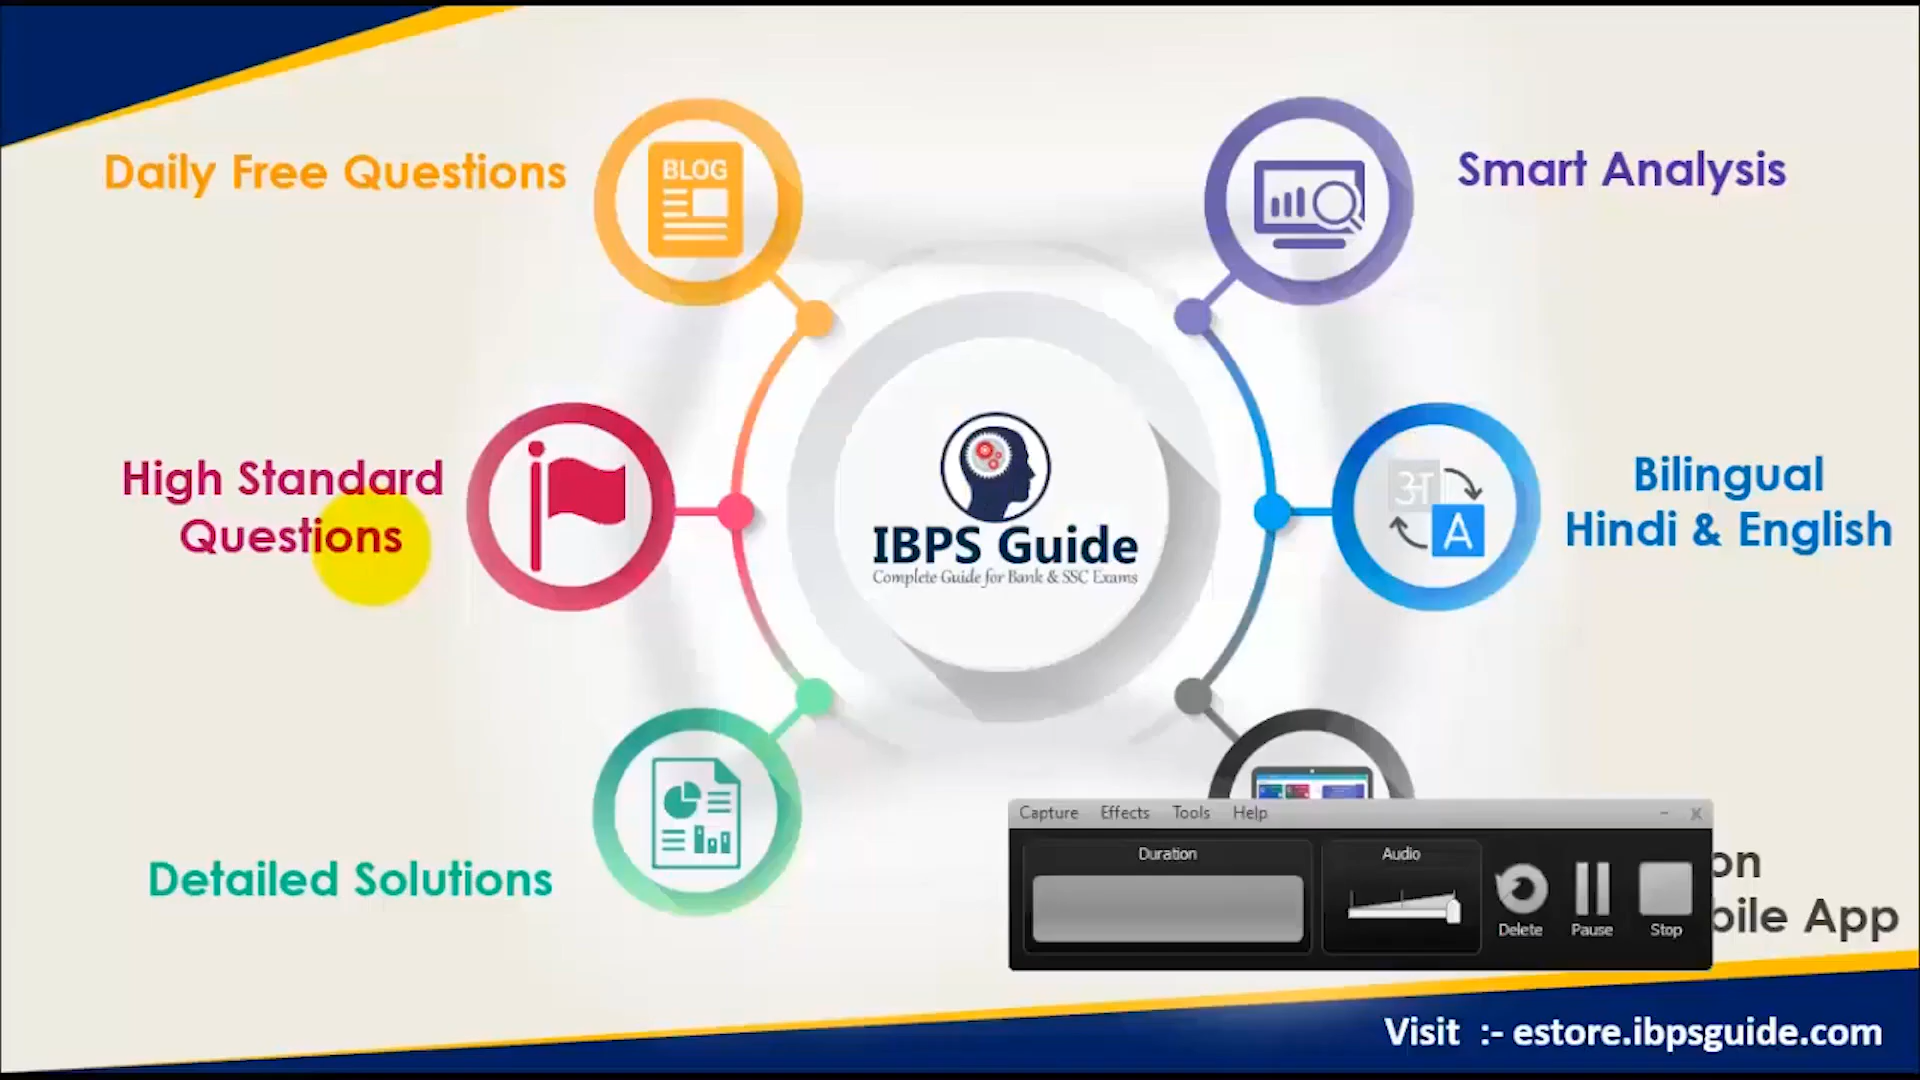 Daily Free Questions
BLOG
Smart Analysis
High Standard
Questions
IBPS Guide
Complete Guide for Bank & SSC Exams
अ
A
Bilingual
Hindi & English
Detailed Solutions
Capture Effects Tools Help
Duration
Audio
Delete
Pause
Stop
on
bile App
Visit :- estore.ibpsguide.com